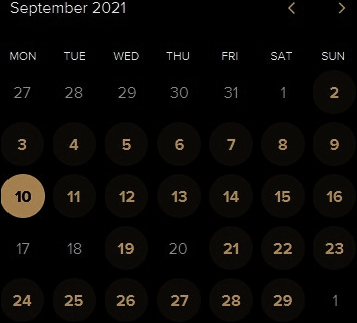 September 2021 < >
MON TUE WED THU FRI SAT SUN
27 28 29 30 31 1 2
3 4 5 6 7 8 9
10 11 12 13 14 15 16
17 18 19 20 21 22 23
24 25 26 27 28 29 1